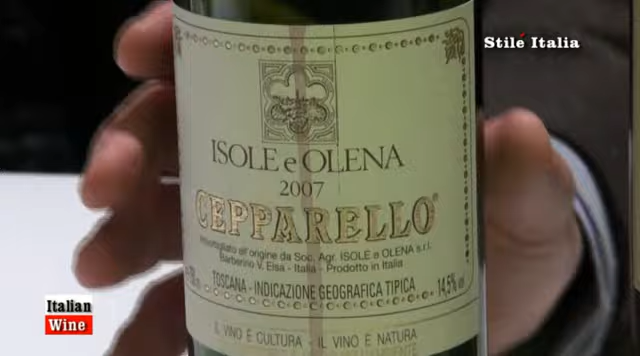 Stile Italia
ISOLE e OLENA
2007
CEPPARELLO®
all'origine da Soc. Agr. ISOLE e OLENA s.r.l.
Barberino V. Elsa - Italia - Prodotto in Italia
TOSCANA - INDICAZIONE GEOGRAFICA TIPICA 14,5% vol
IL VINO È CULTURA - IL VINO È NATURA
Italian
Wine